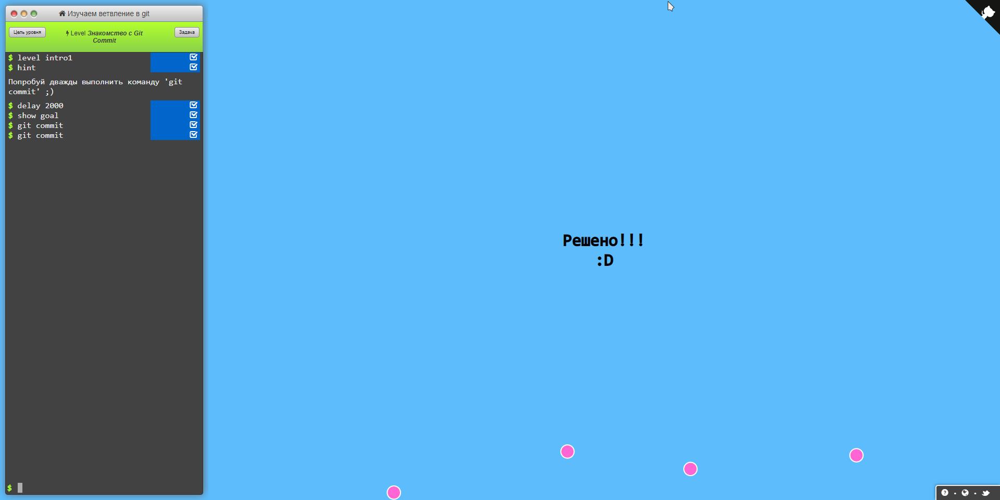 Изучаем ветвление в git
Цель уровня
Level Знакомство с Git
Commit
Задача
$ level intro1
$ hint
Попробуй дважды выполнить команду 'git
commit' ;)
$ delay 2000
$ show goal
$ git commit
$ git commit
Решено!!!
:D
$
?